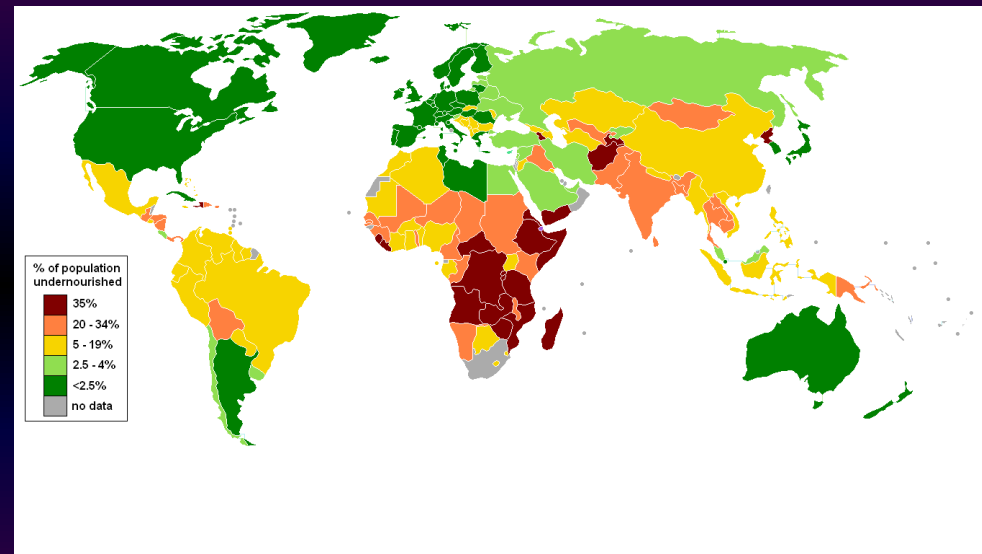 % of population
undernourished
35%
20 - 34%
5 - 19%
2.5 - 4%
<2.5%
no data